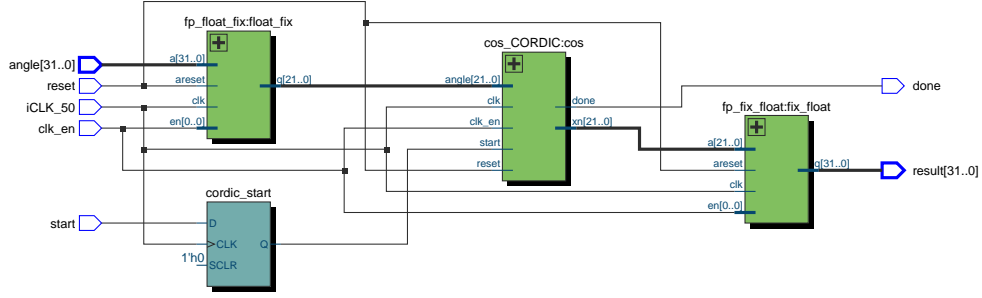 fp_float_fix:float_fix
angle[31..0]
reset
iCLK_50
clk_en
a[31..0]
areset
clk
en[0..0]
q[21..0]
cos_CORDIC:cos
angle[21..0]
clk
clk_en
start
reset
done
xn[21..0]
done
fp_fix_float:fix_float
a[21..0]
areset
clk
en[0..0]
q[31..0]
result[31..0]
cordic_start
start
D
>CLK
1'h0
SCLR
Q